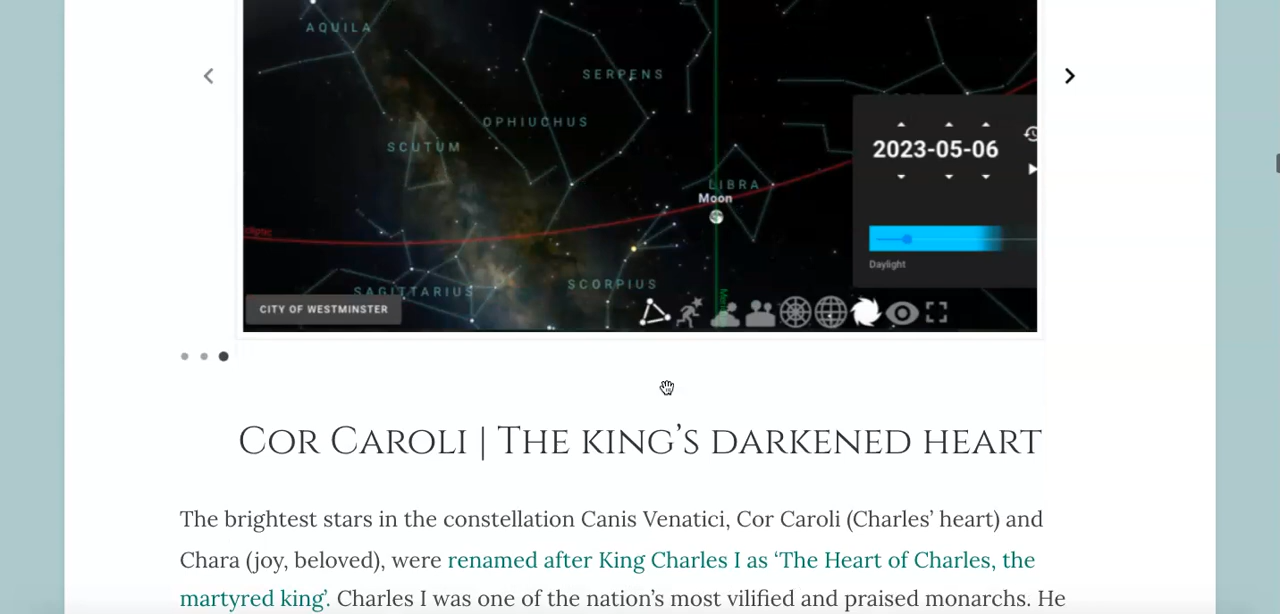 AQUILA
SERPENS
OPHIUCHUS
SCUTUM
2023-05-06
LIBRA
Moon
Daylight
SCORPIUS
SAGITTARIUS
CITY OF WESTMINSTER
COR CAROLI | THE KING’S DARKENED HEART
The brightest stars in the constellation Canis Venatici, Cor Caroli (Charles’ heart) and
Chara (joy, beloved), were renamed after King Charles I as ‘The Heart of Charles, the
martyred king’. Charles I was one of the nation’s most vilified and praised monarchs. He